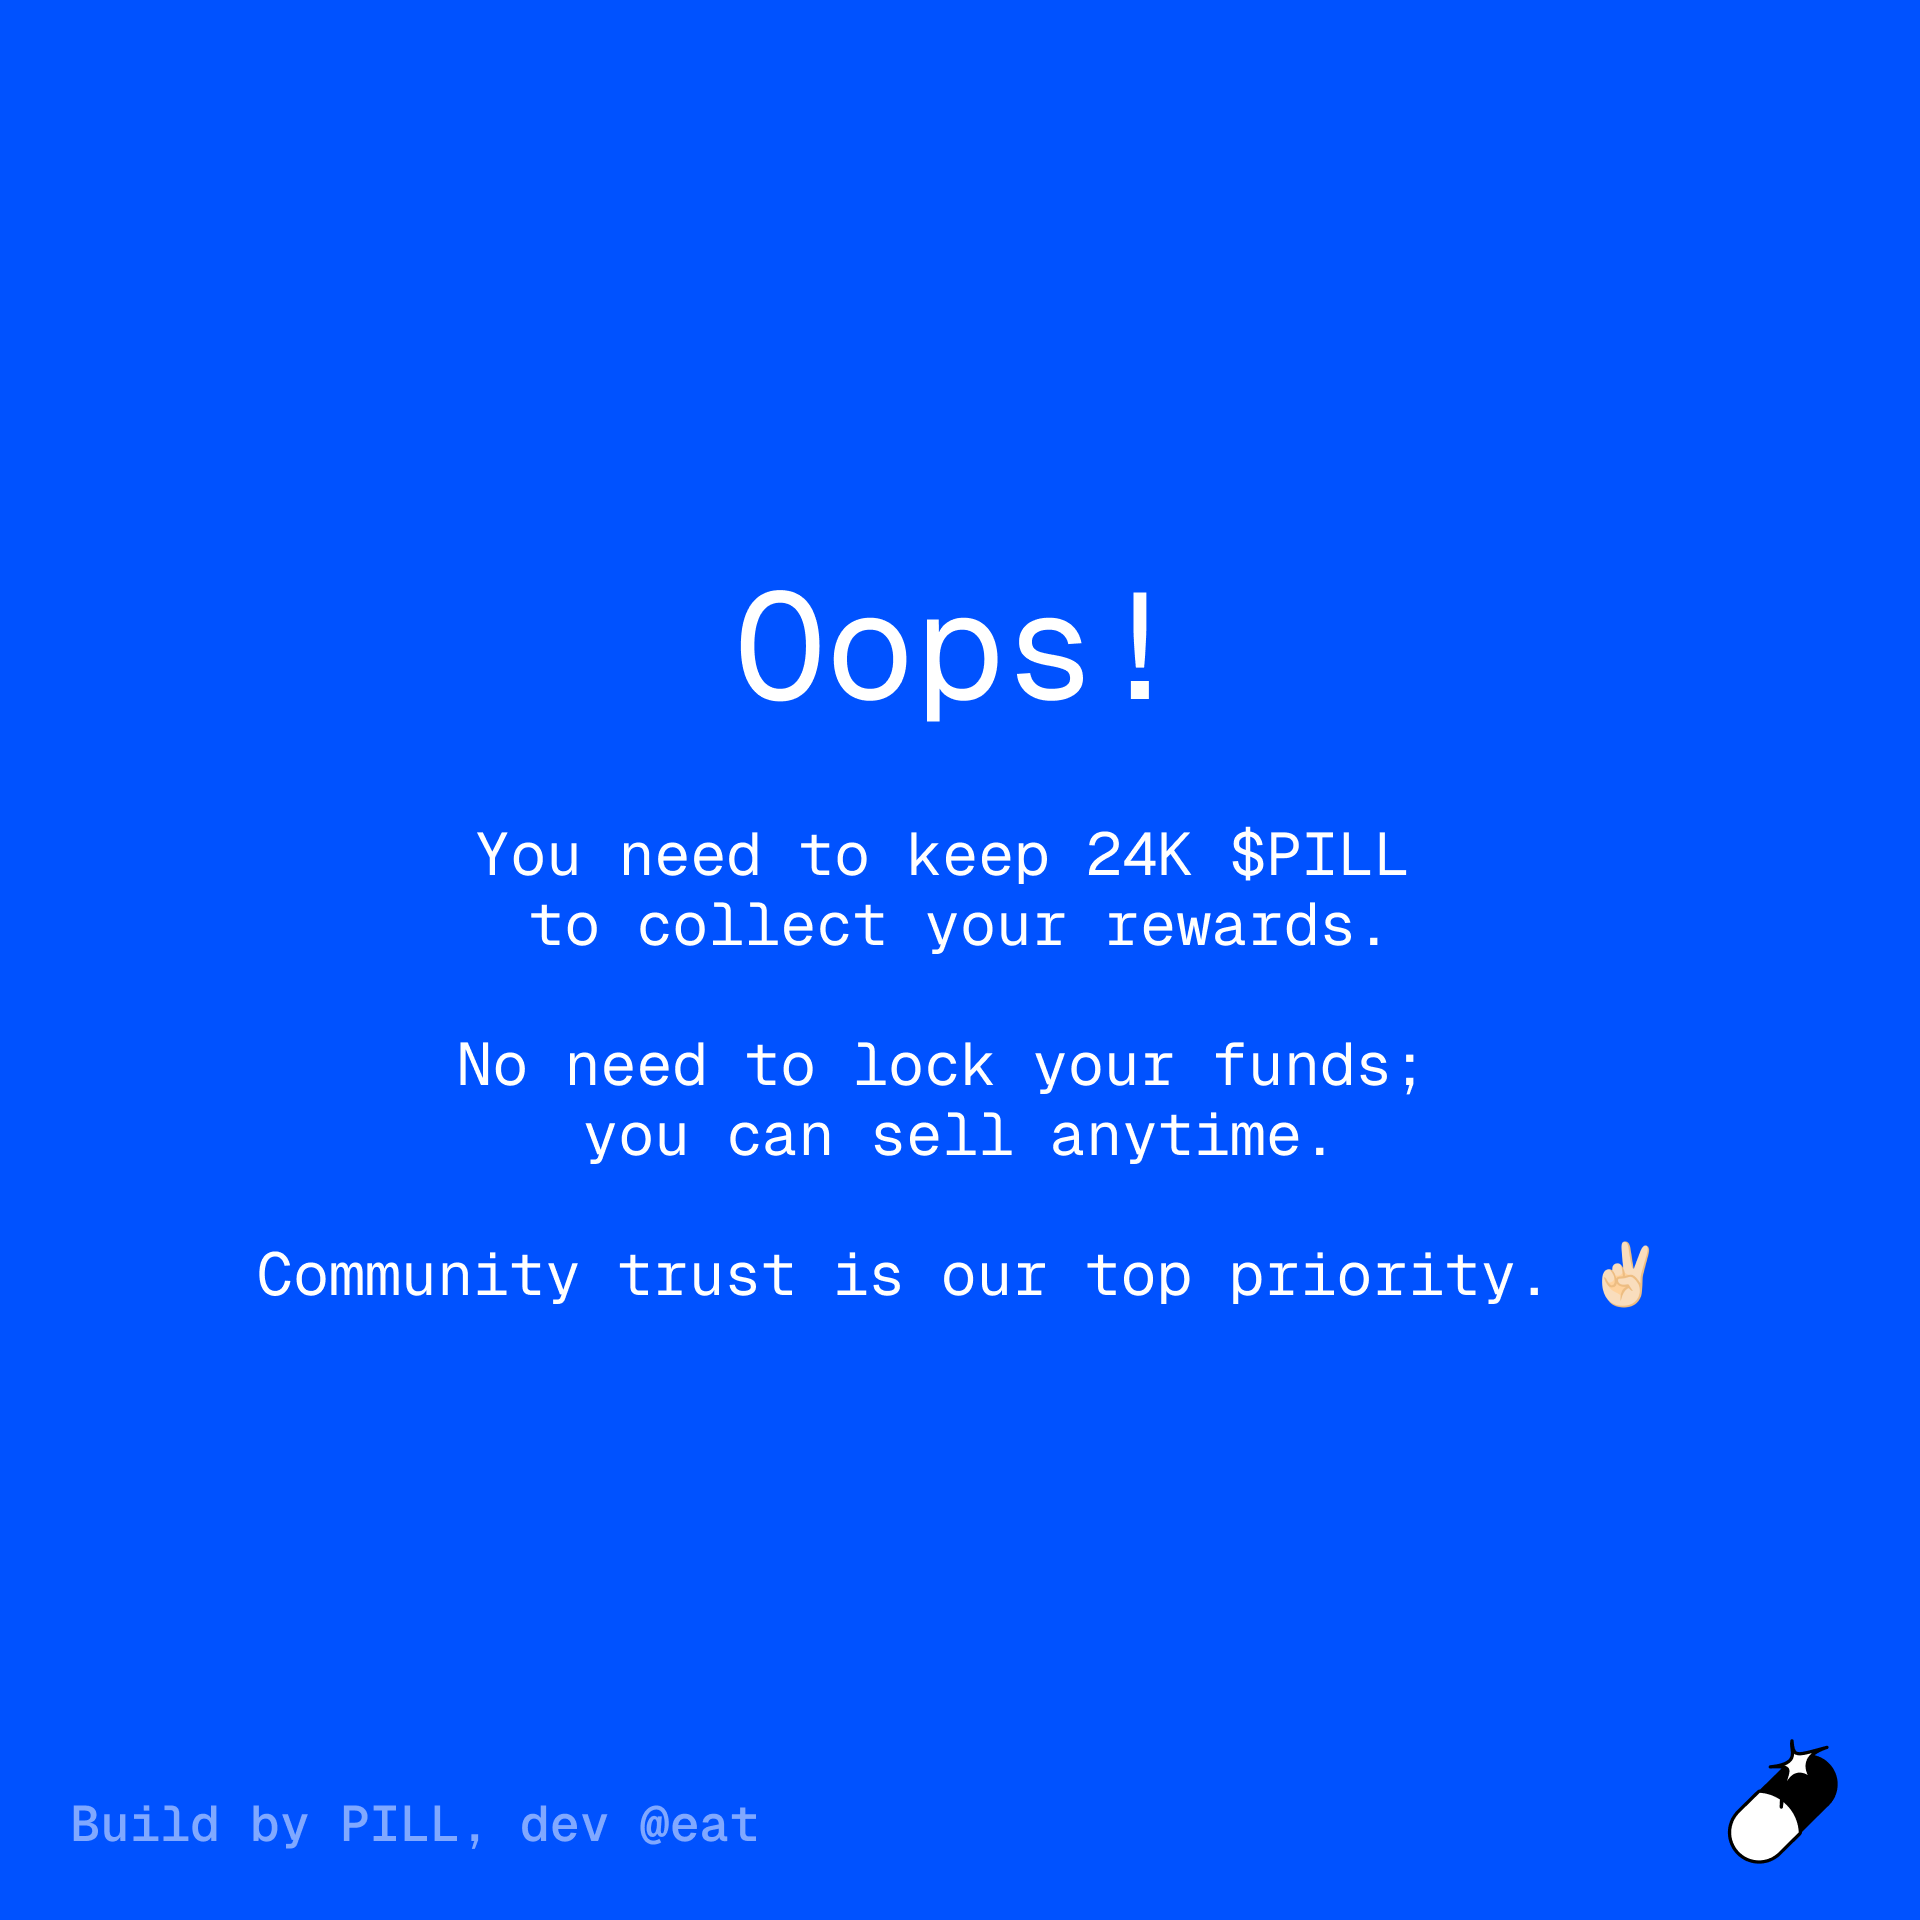 Oops!
You need to keep 24K $PILL
to collect your rewards.
No need to lock your funds;
you can sell anytime.
Community trust is our top priority. ✌🏻
Build by PILL, dev @eat